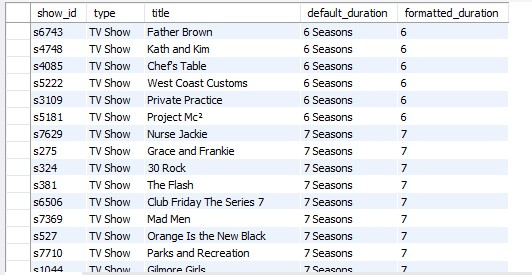 show_id type title default_duration formatted_duration
s6743 TV Show Father Brown 6 Seasons 6
s4748 TV Show Kath and Kim 6 Seasons 6
s4085 TV Show Chef's Table 6 Seasons 6
s5222 TV Show West Coast Customs 6 Seasons 6
s3109 TV Show Private Practice 6 Seasons 6
s5181 TV Show Project Mc² 6 Seasons 6
s7629 TV Show Nurse Jackie 7 Seasons 7
s275 TV Show Grace and Frankie 7 Seasons 7
s324 TV Show 30 Rock 7 Seasons 7
s381 TV Show The Flash 7 Seasons 7
s6506 TV Show Club Friday The Series 7 7 Seasons 7
s7369 TV Show Mad Men 7 Seasons 7
s527 TV Show Orange Is the New Black 7 Seasons 7
s7710 TV Show Parks and Recreation 7 Seasons 7
s1044 TV Show Gilmore Girls 7 Seasons 7